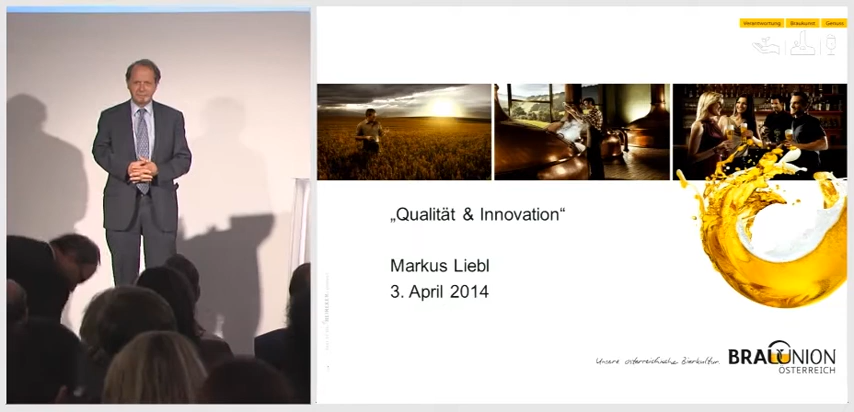 Verantwortung Braukunst Genuss
„Qualität & Innovation“
Markus Liebl
3. April 2014
Unsere österreichische Bierkultur.
BRAUUNION
ÖSTERREICH